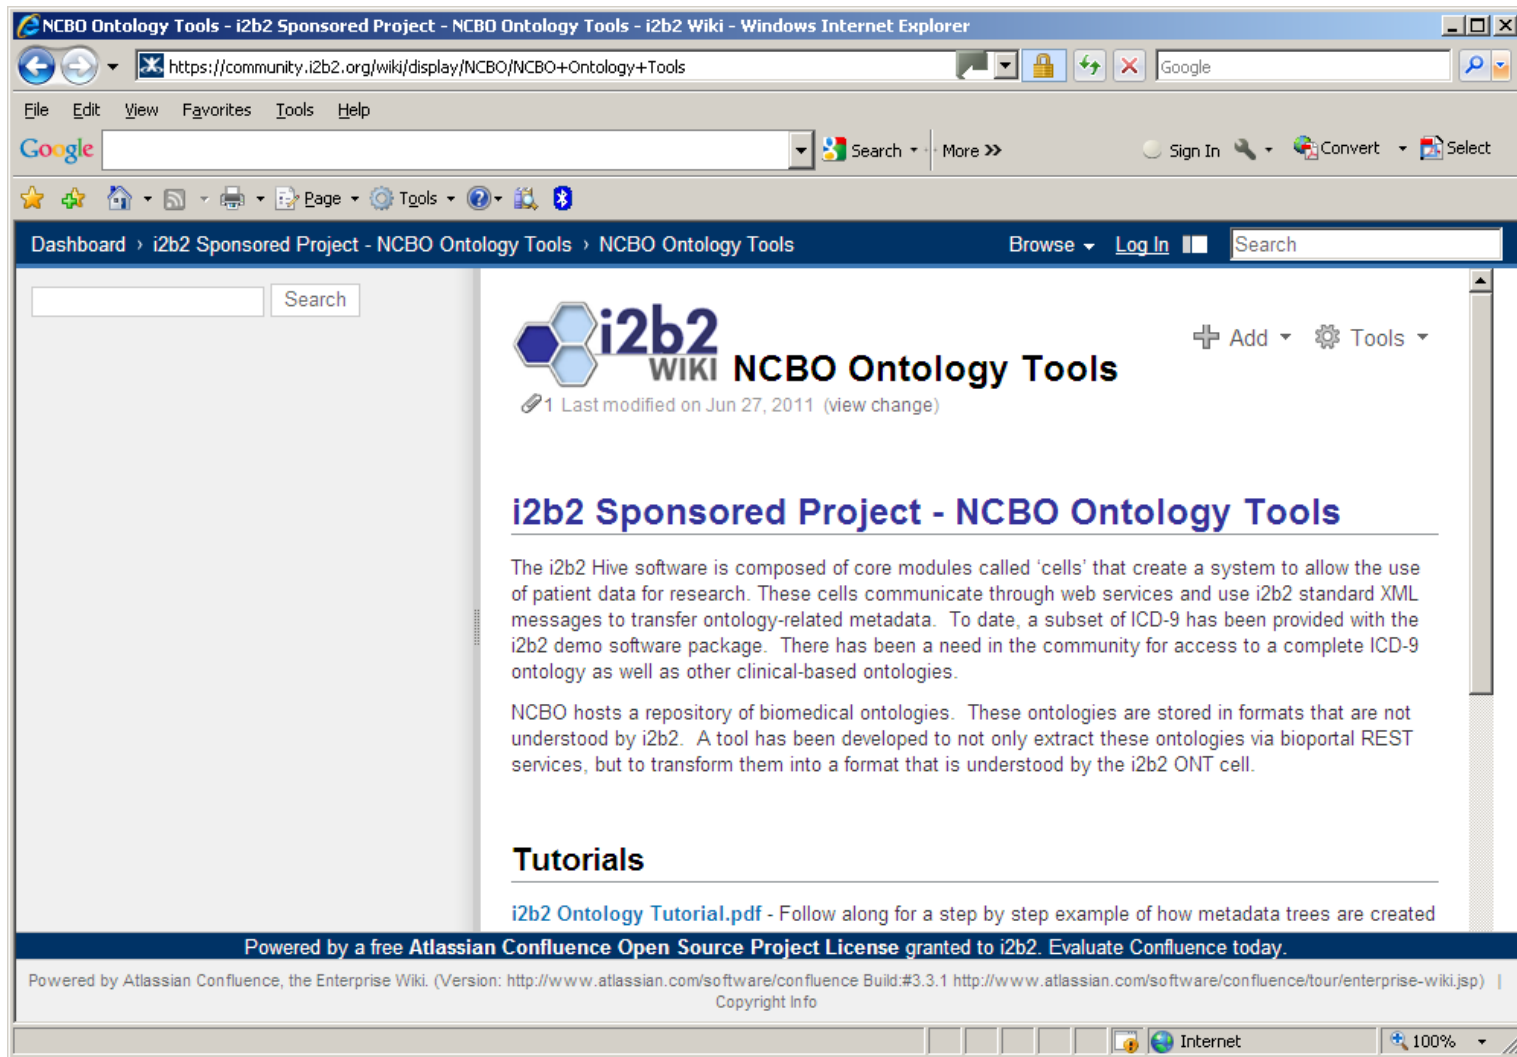 NCBO Ontology Tools - i2b2 Sponsored Project - NCBO Ontology Tools - i2b2 Wiki - Windows Internet Explorer
https://community.i2b2.org/wiki/display/NCBO/NCBO+Ontology+Tools
Google
File Edit View Favorites Tools Help
Google Search More >> Sign In Convert Select
Page Tools
Dashboard › i2b2 Sponsored Project - NCBO Ontology Tools › NCBO Ontology Tools Browse Log In Search
Search
i2b2
WIKI NCBO Ontology Tools
Add Tools
1 Last modified on Jun 27, 2011 (view change)
i2b2 Sponsored Project - NCBO Ontology Tools
The i2b2 Hive software is composed of core modules called ‘cells’ that create a system to allow the use
of patient data for research. These cells communicate through web services and use i2b2 standard XML
messages to transfer ontology-related metadata. To date, a subset of ICD-9 has been provided with the
i2b2 demo software package. There has been a need in the community for access to a complete ICD-9
ontology as well as other clinical-based ontologies.
NCBO hosts a repository of biomedical ontologies. These ontologies are stored in formats that are not
understood by i2b2. A tool has been developed to not only extract these ontologies via bioportal REST
services, but to transform them into a format that is understood by the i2b2 ONT cell.
Tutorials
i2b2 Ontology Tutorial.pdf - Follow along for a step by step example of how metadata trees are created
Powered by a free Atlassian Confluence Open Source Project License granted to i2b2. Evaluate Confluence today.
Powered by Atlassian Confluence, the Enterprise Wiki. (Version: http://www.atlassian.com/software/confluence Build:#3.3.1 http://www.atlassian.com/software/confluence/tour/enterprise-wiki.jsp) |
Copyright Info
Internet 100%